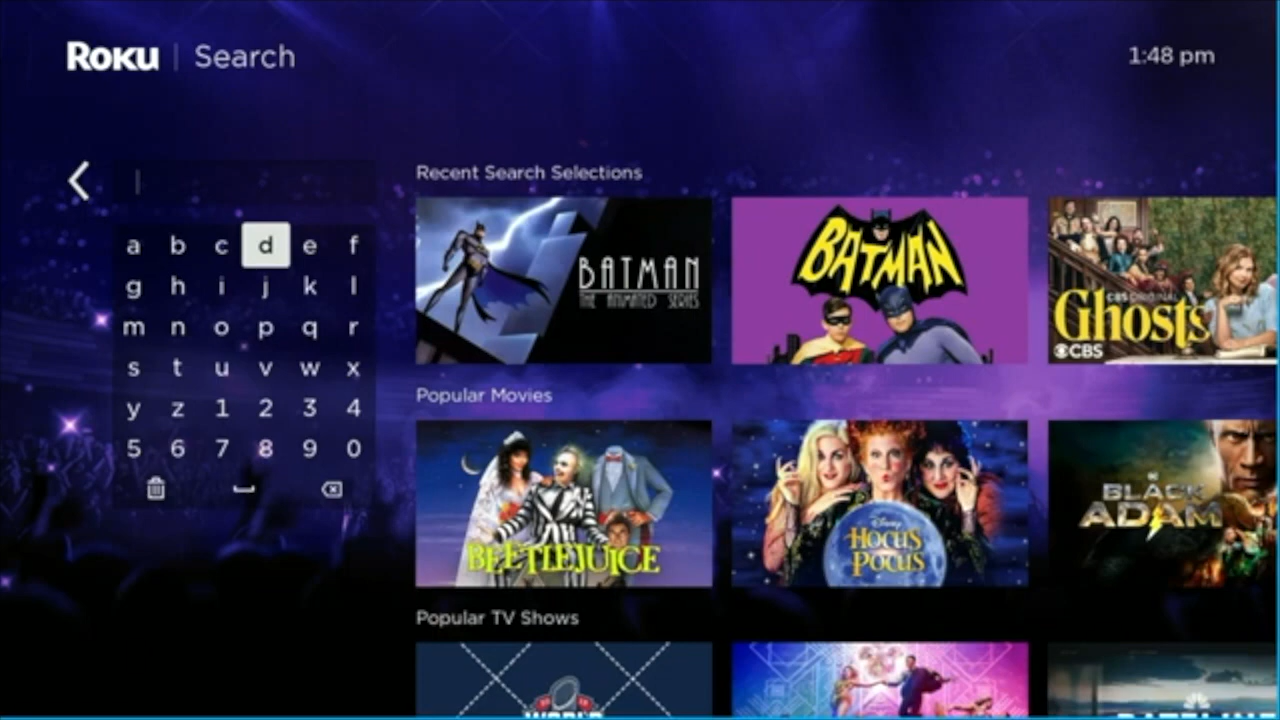 Roku | Search
1:48 pm
Recent Search Selections
BATMAN
THE ANIMATED SERIES
BATMAN
CBS ORIGINAL
Ghosts
CBS
a b c d e f
g h i j k l
m n o p q r
s t u v w x
y z 1 2 3 4
5 6 7 8 9 0
Popular Movies
BEETLEJUICE
Disney
HOCUS
POCUS
BLACK
ADAM
Popular TV Shows
WORLD
DATELINE